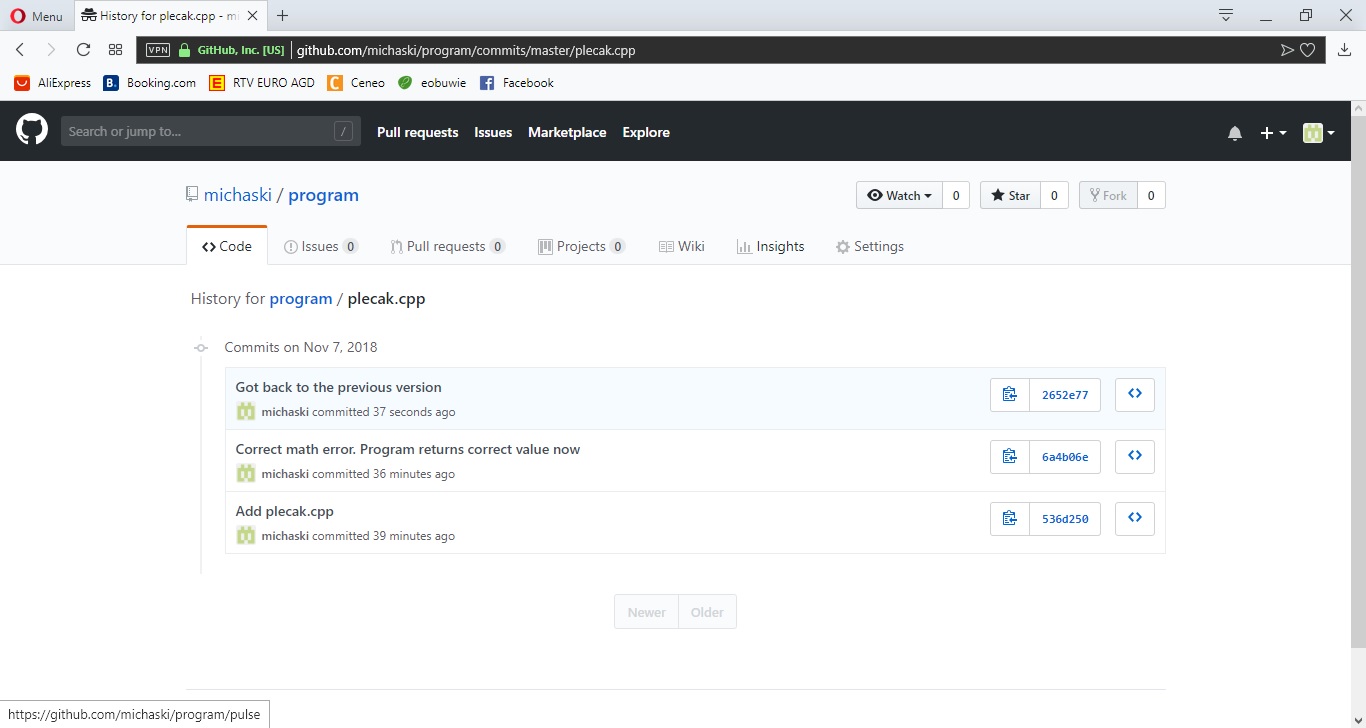 Menu
History for plecak.cpp - mi
VPN GitHub, Inc. [US] github.com/michaski/program/commits/master/plecak.cpp
AliExpress B. Booking.com E RTV EURO AGD C Ceneo eobuwie f Facebook
Search or jump to... / Pull requests Issues Marketplace Explore
michaski / program Watch 0 Star 0 Fork 0
Code Issues 0 Pull requests 0 Projects 0 Wiki Insights Settings
History for program / plecak.cpp
Commits on Nov 7, 2018
Got back to the previous version
michaski committed 37 seconds ago
2652e77
Correct math error. Program returns correct value now
michaski committed 36 minutes ago
6a4b06e
Add plecak.cpp
michaski committed 39 minutes ago
536d250
Newer Older
https://github.com/michaski/program/pulse